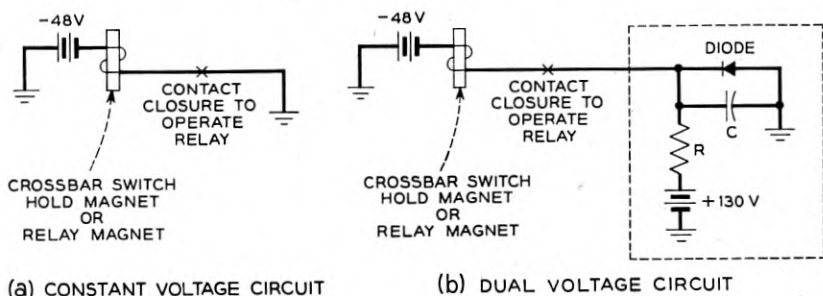 -48V
CONTACT
CLOSURE TO
OPERATE
RELAY
CROSSBAR SWITCH
HOLD MAGNET
OR
RELAY MAGNET
(a) CONSTANT VOLTAGE CIRCUIT
-48V
CONTACT
CLOSURE TO
OPERATE
RELAY
CROSSBAR SWITCH
HOLD MAGNET
OR
RELAY MAGNET
DIODE
C
R
+130 V
(b) DUAL VOLTAGE CIRCUIT